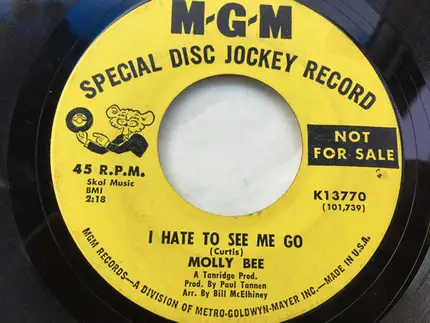 M-G-M
SPECIAL DISC JOCKEY RECORD
NOT
FOR SALE
45 R.P.M.
Skol Music
BMI
2:18
K13770
(101,739)
I HATE TO SEE ME GO
(Curtis)
MOLLY BEE
A Tanridge Prod.
Prod. By Paul Tannen
Arr. By Bill McElhiney
MGM RECORDS—A DIVISION OF METRO-GOLDWYN-MAYER INC.—MADE IN U.S.A.